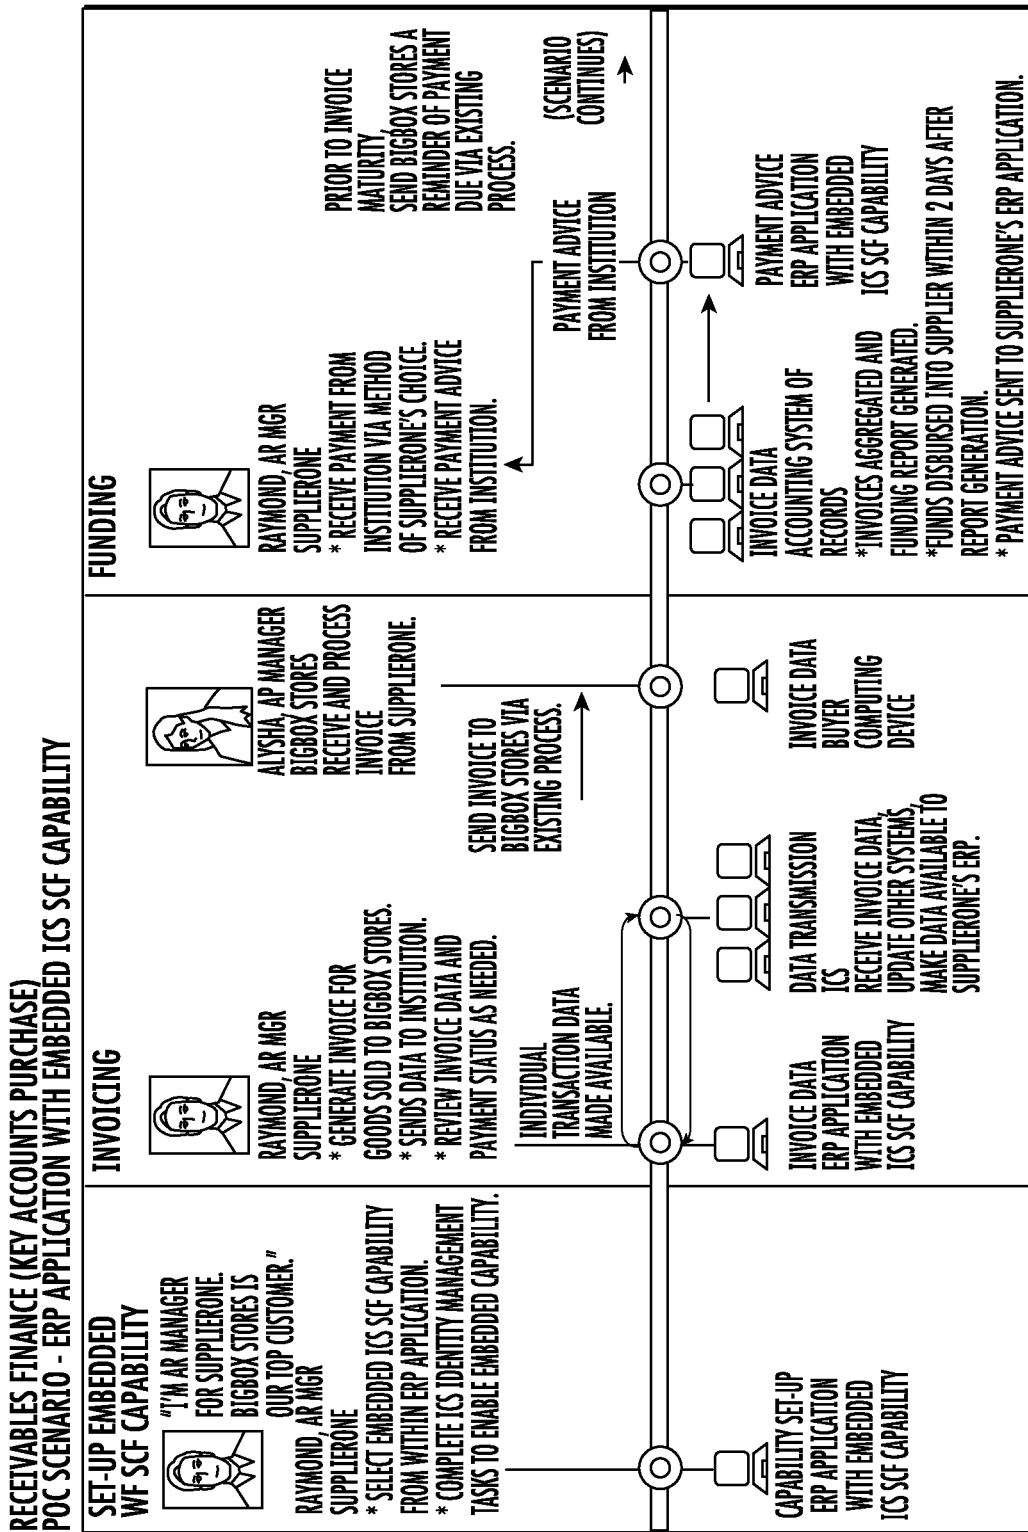 RECEIVABLES FINANCE (KEY ACCOUNTS PURCHASE)
POC SCENARIO - ERP APPLICATION WITH EMBEDDED ICS SCF CAPABILITY
SET-UP EMBEDDED
WF SCF CAPABILITY
"I'M AR MANAGER
FOR SUPPLIERONE.
BIGBOX STORES IS
OUR TOP CUSTOMER."
RAYMOND, AR MGR
SUPPLIERONE
* SELECT EMBEDDED ICS SCF CAPABILITY
FROM WITHIN ERP APPLICATION.
* COMPLETE ICS IDENTITY MANAGEMENT
TASKS TO ENABLE EMBEDDED CAPABILITY.
CAPABILITY SET-UP
ERP APPLICATION
WITH EMBEDDED
ICS SCF CAPABILITY
INVOICING
RAYMOND, AR MGR
SUPPLIERONE
* GENERATE INVOICE FOR
GOODS SOLD TO BIGBOX STORES.
* SENDS DATA TO INSTITUTION.
* REVIEW INVOICE DATA AND
PAYMENT STATUS AS NEEDED.
INDIVIDUAL
TRANSACTION DATA
MADE AVAILABLE.
INVOICE DATA
ERP APPLICATION
WITH EMBEDDED
ICS SCF CAPABILITY
DATA TRANSMISSION
ICS
RECEIVE INVOICE DATA,
UPDATE OTHER SYSTEMS,
MAKE DATA AVAILABLE TO
SUPPLIERONE'S ERP.
ALYSHA, AP MANAGER
BIGBOX STORES
RECEIVE AND PROCESS
INVOICE
FROM SUPPLIERONE.
SEND INVOICE TO
BIGBOX STORES VIA
EXISTING PROCESS.
INVOICE DATA
BUYER
COMPUTING
DEVICE
FUNDING
RAYMOND, AR MGR
SUPPLIERONE
* RECEIVE PAYMENT FROM
INSTITUTION VIA METHOD
OF SUPPLIERONE'S CHOICE.
* RECEIVE PAYMENT ADVICE
FROM INSTITUTION.
PAYMENT ADVICE
FROM INSTITUTION
PRIOR TO INVOICE
MATURITY,
SEND BIGBOX STORES A
REMINDER OF PAYMENT
DUE VIA EXISTING
PROCESS.
(SCENARIO
CONTINUES)
INVOICE DATA
ACCOUNTING SYSTEM OF
RECORDS
*INVOICES AGGREGATED AND
FUNDING REPORT GENERATED.
*FUNDS DISBURSED INTO SUPPLIER WITHIN 2 DAYS AFTER
REPORT GENERATION.
* PAYMENT ADVICE SENT TO SUPPLIERONE'S ERP APPLICATION.
PAYMENT ADVICE
ERP APPLICATION
WITH EMBEDDED
ICS SCF CAPABILITY